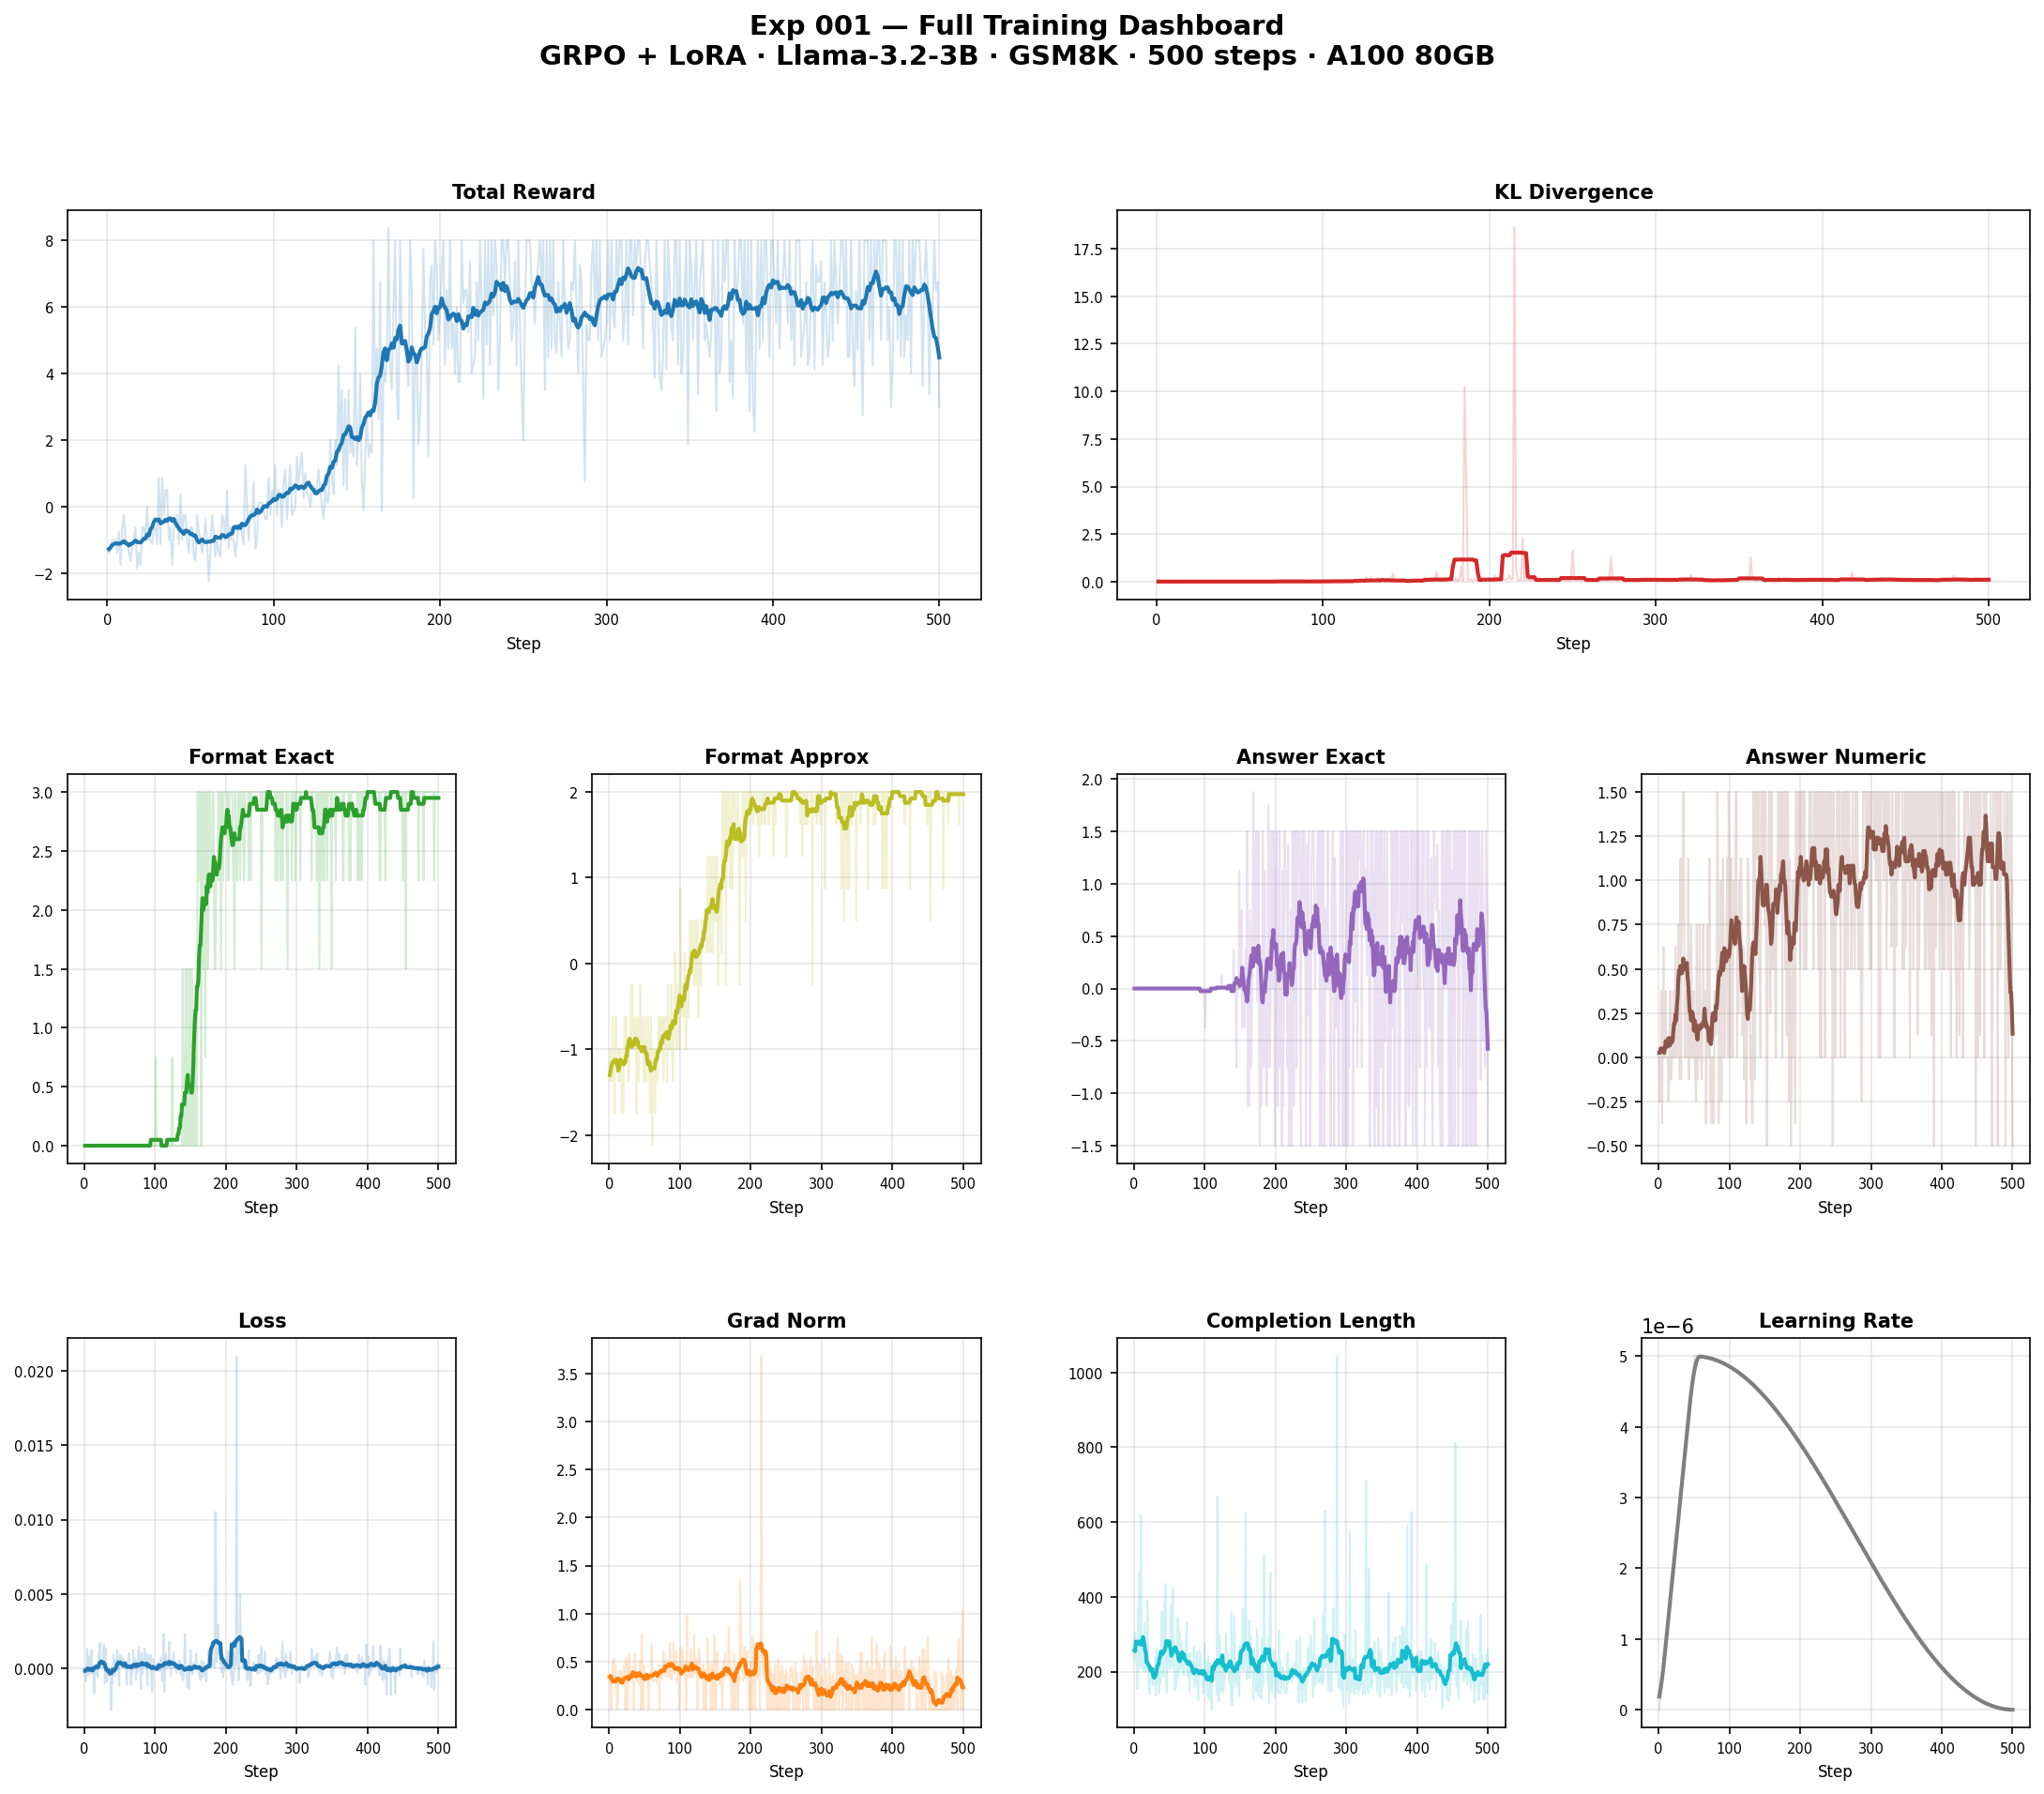 Exp 001 — Full Training Dashboard
GRPO + LoRA · Llama-3.2-3B · GSM8K · 500 steps · A100 80GB
Total Reward
8
6
4
2
0
−2
0 100 200 300 400 500
Step
KL Divergence
17.5
15.0
12.5
10.0
7.5
5.0
2.5
0.0
0 100 200 300 400 500
Step
Format Exact
3.0
2.5
2.0
1.5
1.0
0.5
0.0
0 100 200 300 400 500
Step
Format Approx
2
1
0
−1
−2
0 100 200 300 400 500
Step
Answer Exact
2.0
1.5
1.0
0.5
0.0
−0.5
−1.0
−1.5
0 100 200 300 400 500
Step
Answer Numeric
1.50
1.25
1.00
0.75
0.50
0.25
0.00
−0.25
−0.50
0 100 200 300 400 500
Step
Loss
0.020
0.015
0.010
0.005
0.000
0 100 200 300 400 500
Step
Grad Norm
3.5
3.0
2.5
2.0
1.5
1.0
0.5
0.0
0 100 200 300 400 500
Step
Completion Length
1000
800
600
400
200
0 100 200 300 400 500
Step
Learning Rate
1e−6
5
4
3
2
1
0
0 100 200 300 400 500
Step